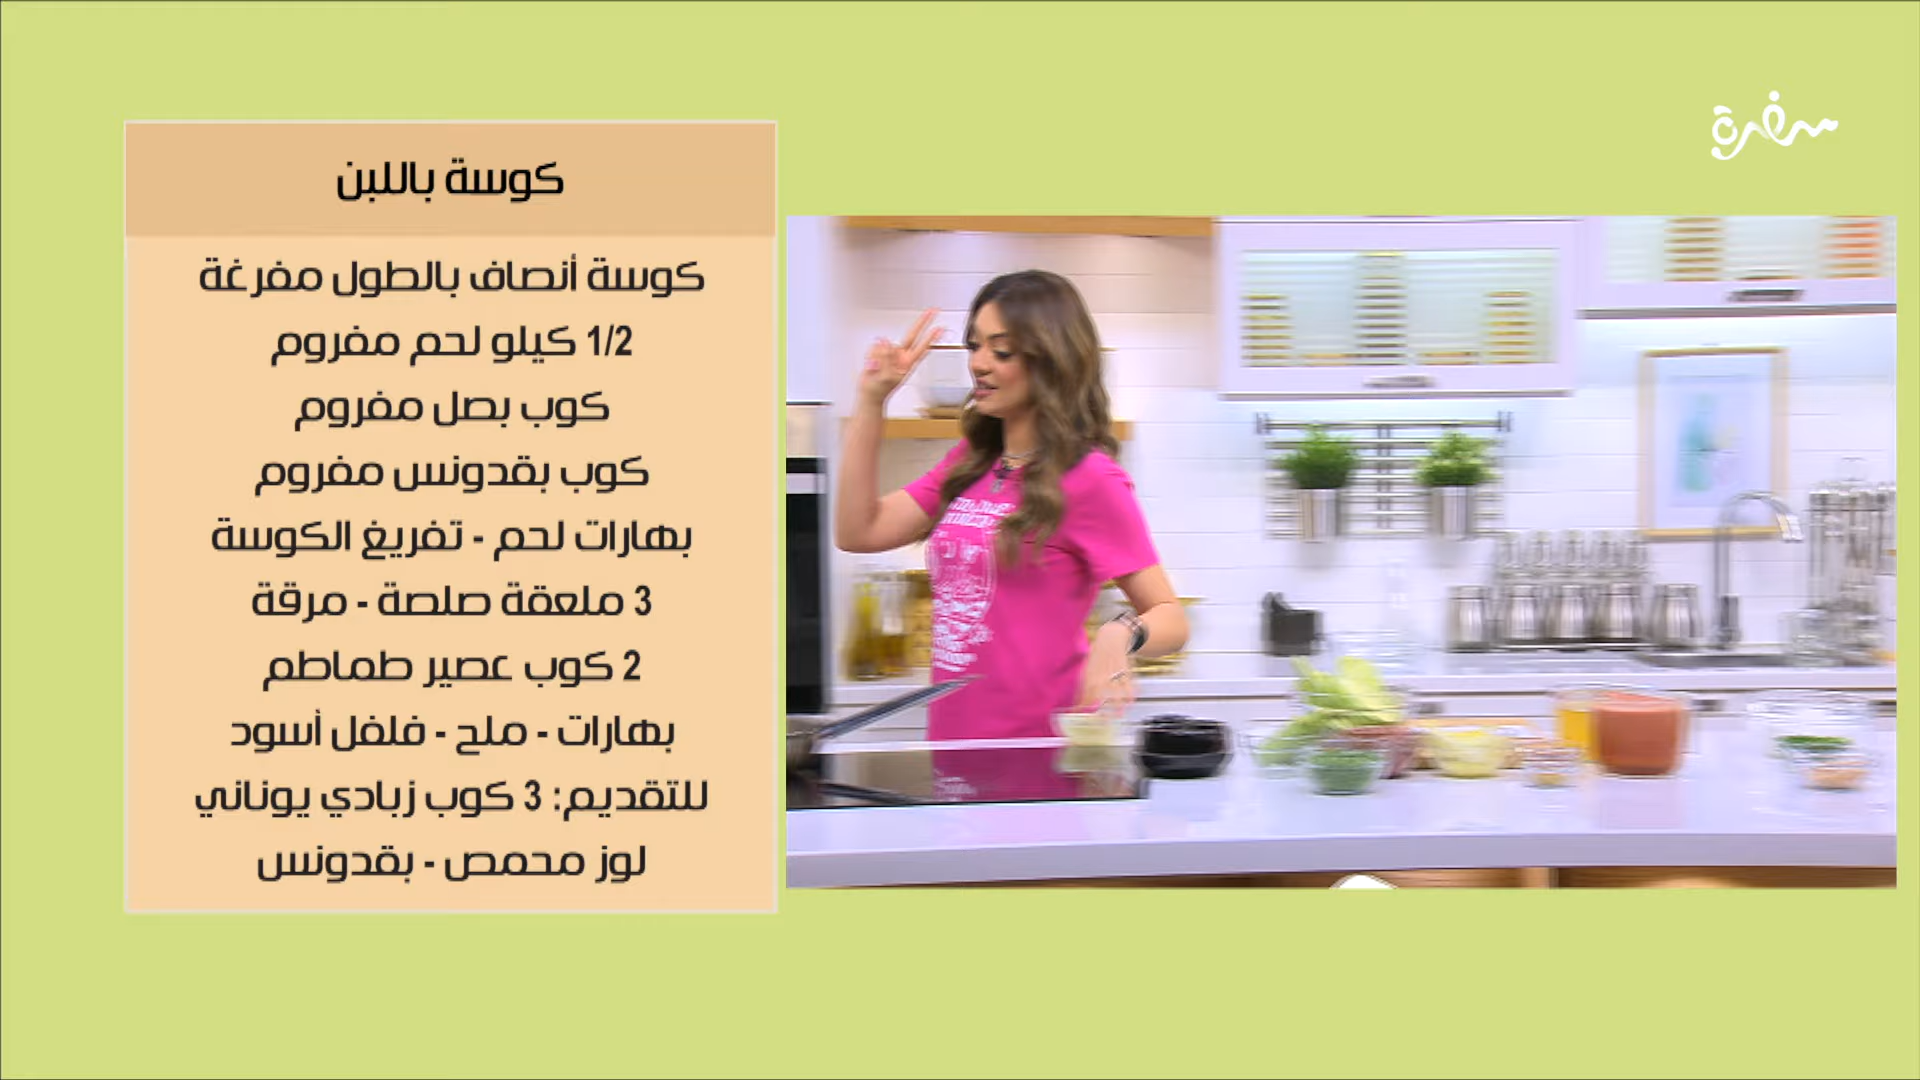 سفرة
كوسة باللبن
كوسة أنصاف بالطول مفرغة
1/2 كيلو لحم مفروم
كوب بصل مفروم
كوب بقدونس مفروم
بهارات لحم - تفريغ الكوسة
3 ملعقة صلصة - مرقة
2 كوب عصير طماطم
بهارات - ملح - فلفل أسود
للتقديم: 3 كوب زبادي يوناني
لوز محمص - بقدونس